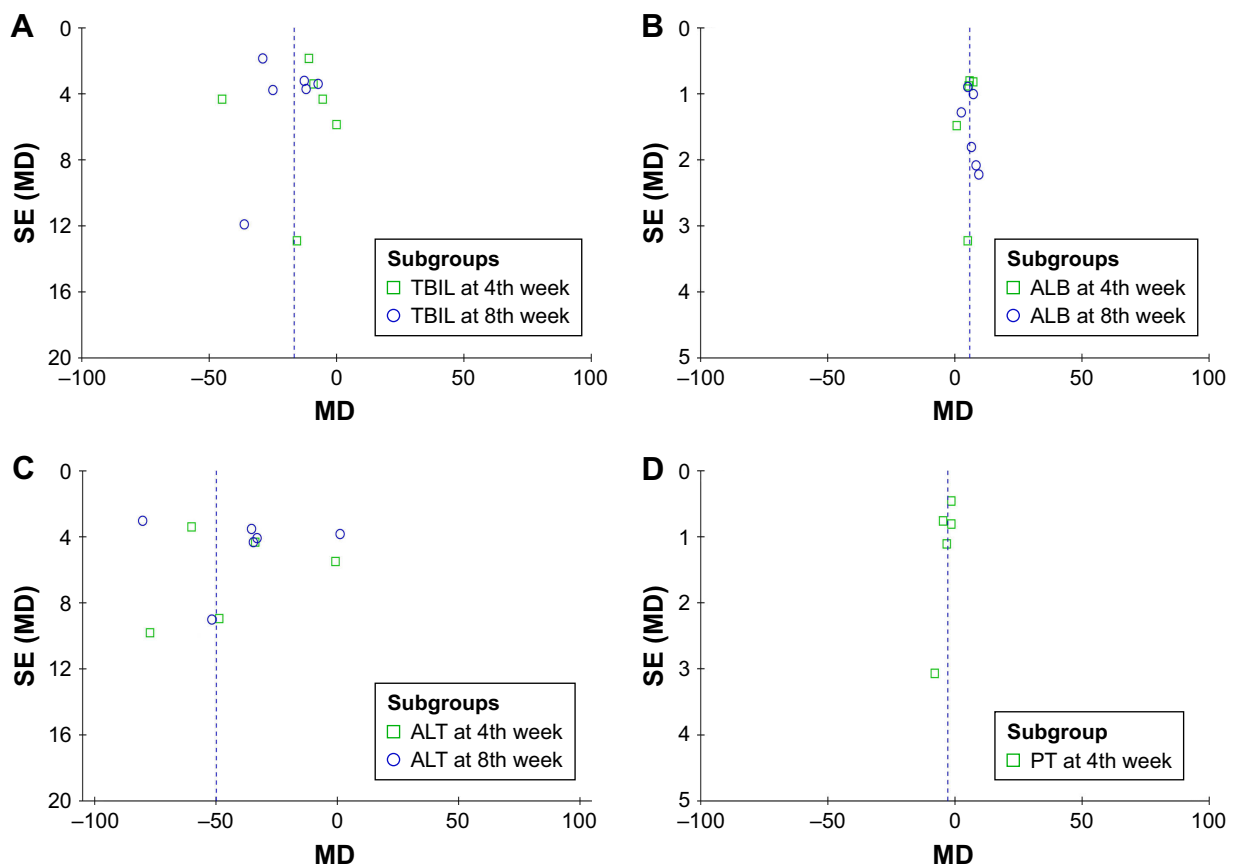 A
0
4
8
12
16
20
SE (MD)
–100
–50
0
50
100
MD
Subgroups
TBIL at 4th week
TBIL at 8th week
B
0
1
2
3
4
5
SE (MD)
–100
–50
0
50
100
MD
Subgroups
ALB at 4th week
ALB at 8th week
C
0
4
8
12
16
20
SE (MD)
–100
–50
0
50
100
MD
Subgroups
ALT at 4th week
ALT at 8th week
D
0
1
2
3
4
5
SE (MD)
–100
–50
0
50
100
MD
Subgroup
PT at 4th week